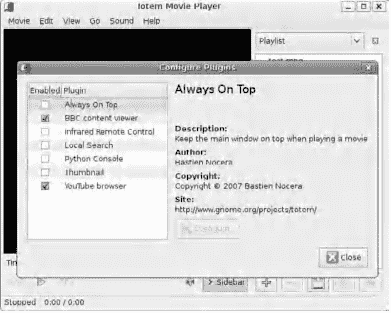 Totem Movie Player
Movie Edit View Go Sound Help
Playlist
Configure Plugins
Enabled Plugin
Always On Top
BBC content viewer
Infrared Remote Control
Local Search
Python Console
Thumbnail
YouTube browser
Always On Top
Description:
Keep the main window on top when playing a movie
Author:
Bastien Nocera
Copyright:
Copyright © 2007 Bastien Nocera
Site:
http://www.gnome.org/projects/totem/
Close
Sidebar
Stopped 0:00 / 0:00